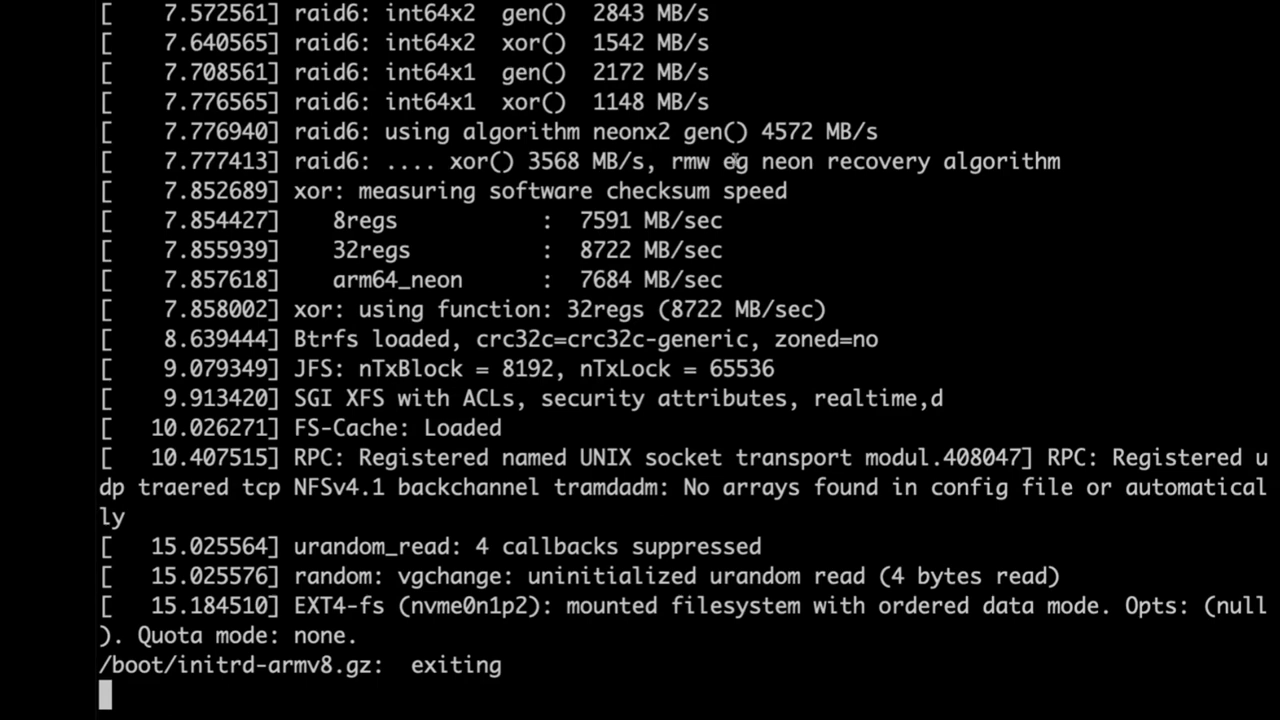 [    7.572561] raid6: int64x2  gen()  2843 MB/s
[    7.640565] raid6: int64x2  xor()  1542 MB/s
[    7.708561] raid6: int64x1  gen()  2172 MB/s
[    7.776565] raid6: int64x1  xor()  1148 MB/s
[    7.776940] raid6: using algorithm neonx2 gen() 4572 MB/s
[    7.777413] raid6: .... xor() 3568 MB/s, rmw eg neon recovery algorithm
[    7.852689] xor: measuring software checksum speed
[    7.854427]    8regs           :  7591 MB/sec
[    7.855939]    32regs          :  8722 MB/sec
[    7.857618]    arm64_neon      :  7684 MB/sec
[    7.858002] xor: using function: 32regs (8722 MB/sec)
[    8.639444] Btrfs loaded, crc32c=crc32c-generic, zoned=no
[    9.079349] JFS: nTxBlock = 8192, nTxLock = 65536
[    9.913420] SGI XFS with ACLs, security attributes, realtime,d
[   10.026271] FS-Cache: Loaded
[   10.407515] RPC: Registered named UNIX socket transport modul.408047] RPC: Registered u
dp traered tcp NFSv4.1 backchannel tramdadm: No arrays found in config file or automatical
ly
[   15.025564] urandom_read: 4 callbacks suppressed
[   15.025576] random: vgchange: uninitialized urandom read (4 bytes read)
[   15.184510] EXT4-fs (nvme0n1p2): mounted filesystem with ordered data mode. Opts: (null
). Quota mode: none.
/boot/initrd-armv8.gz:  exiting